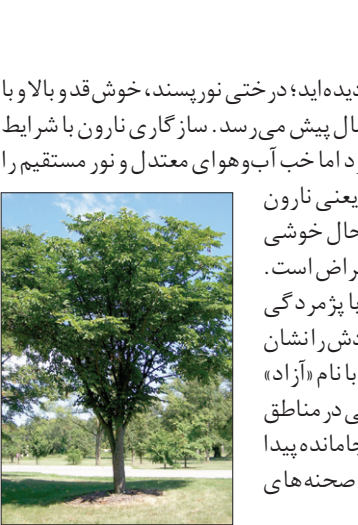 دیده‌اید؛ درختی نورپسند، خوش‌قد و بالا و با
ال پیش می‌رسد. سازگاری نارون با شرایط
ود اما خب آب‌وهوای معتدل و نور مستقیم را
یعنی نارون
حال خوشی
راض است.
با پژمردگی
دش را نشان
با نام «آزاد»
ی در مناطق
جامانده پیدا
صحنه‌های